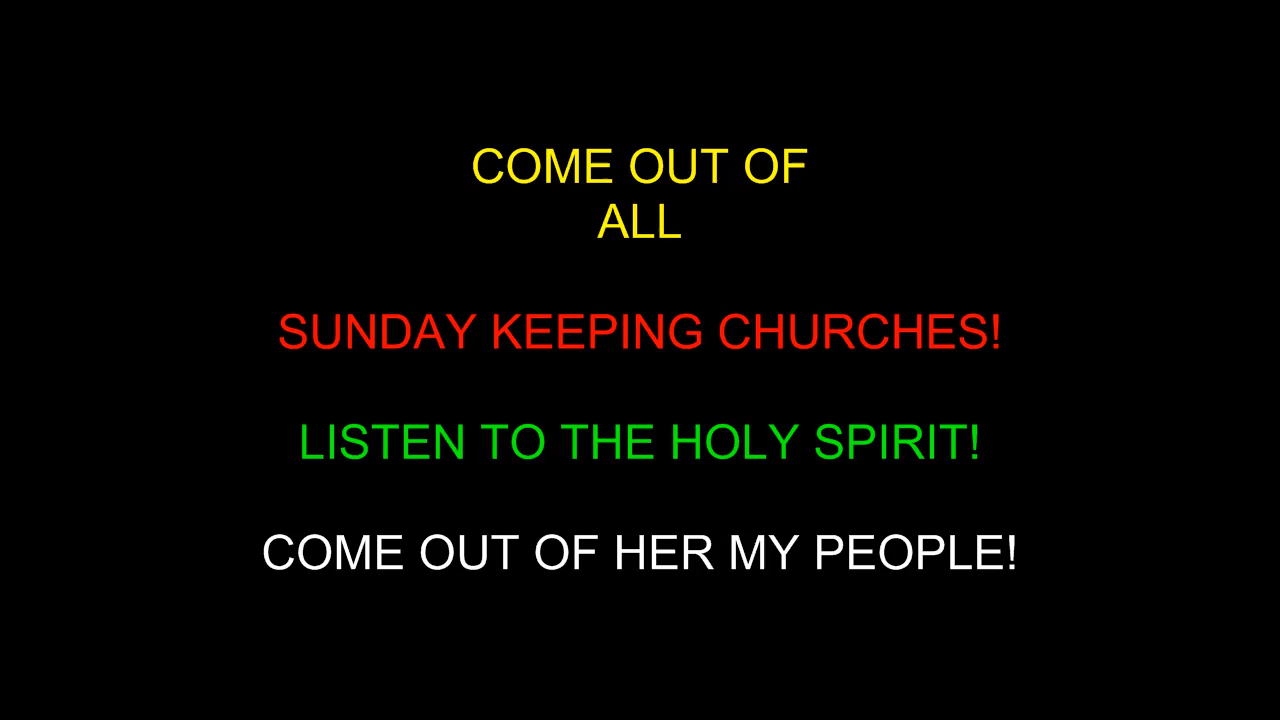 COME OUT OF
ALL
SUNDAY KEEPING CHURCHES!
LISTEN TO THE HOLY SPIRIT!
COME OUT OF HER MY PEOPLE!